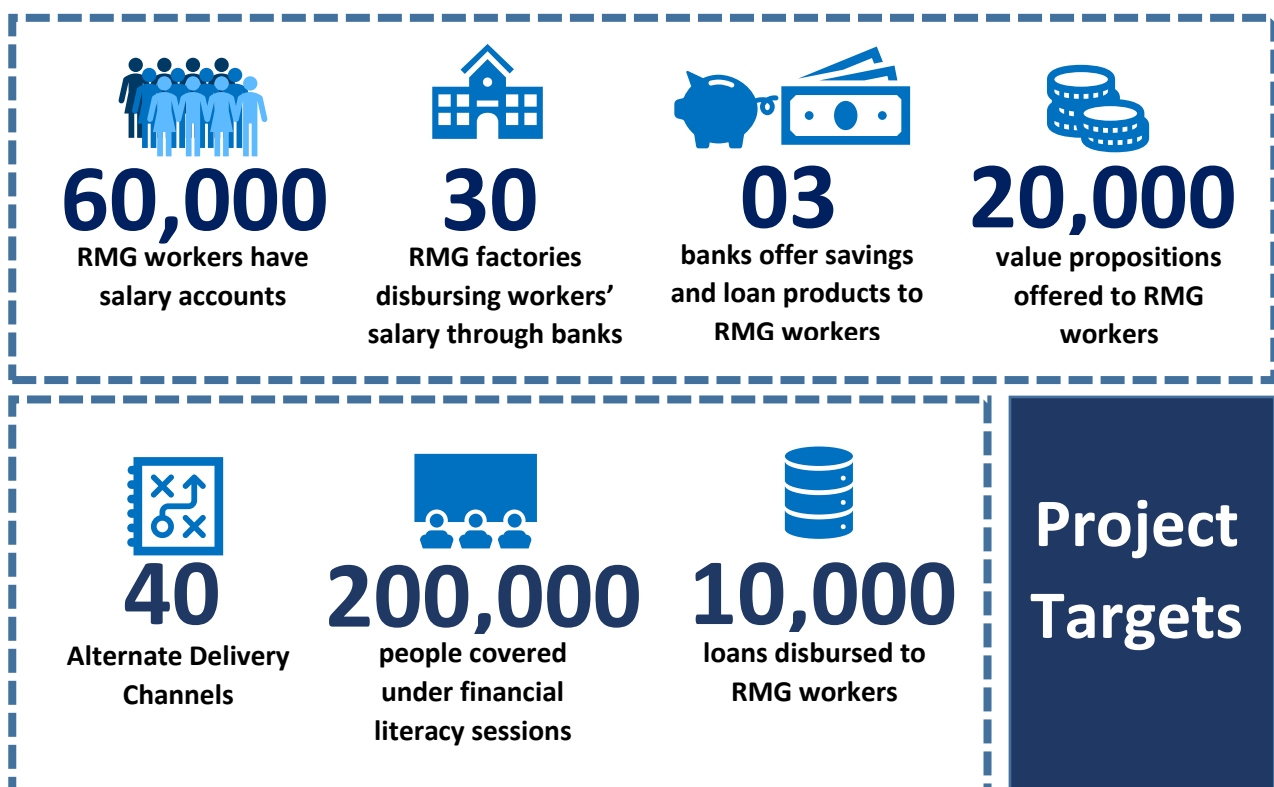 60,000
RMG workers have
salary accounts
30
RMG factories
disbursing workers’
salary through banks
03
banks offer savings
and loan products to
RMG workers
20,000
value propositions
offered to RMG
workers
40
Alternate Delivery
Channels
200,000
people covered
under financial
literacy sessions
10,000
loans disbursed to
RMG workers
Project
Targets